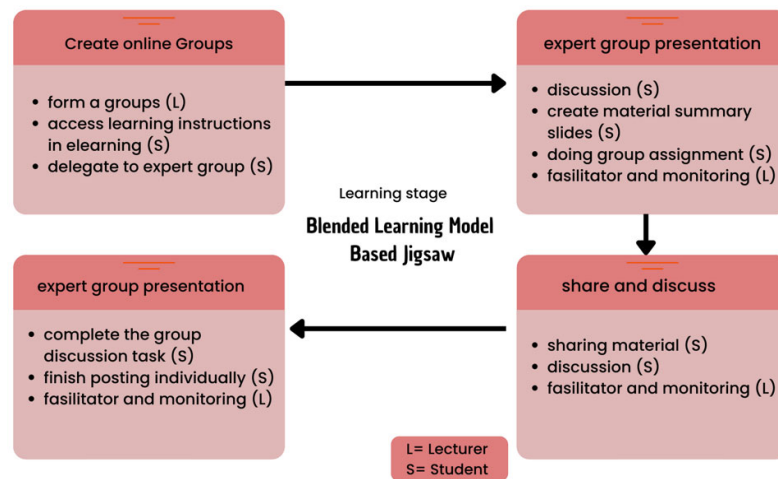 Create online Groups
• form a groups (L)
• access learning instructions
in elearning (S)
• delegate to expert group (S)
expert group presentation
• discussion (S)
• create material summary
slides (S)
• doing group assignment (S)
• fasilitator and monitoring (L)
Learning stage
Blended Learning Model
Based Jigsaw
share and discuss
• sharing material (S)
• discussion (S)
• fasilitator and monitoring (L)
expert group presentation
• complete the group
discussion task (S)
• finish posting individually (S)
• fasilitator and monitoring (L)
L= Lecturer
S= Student